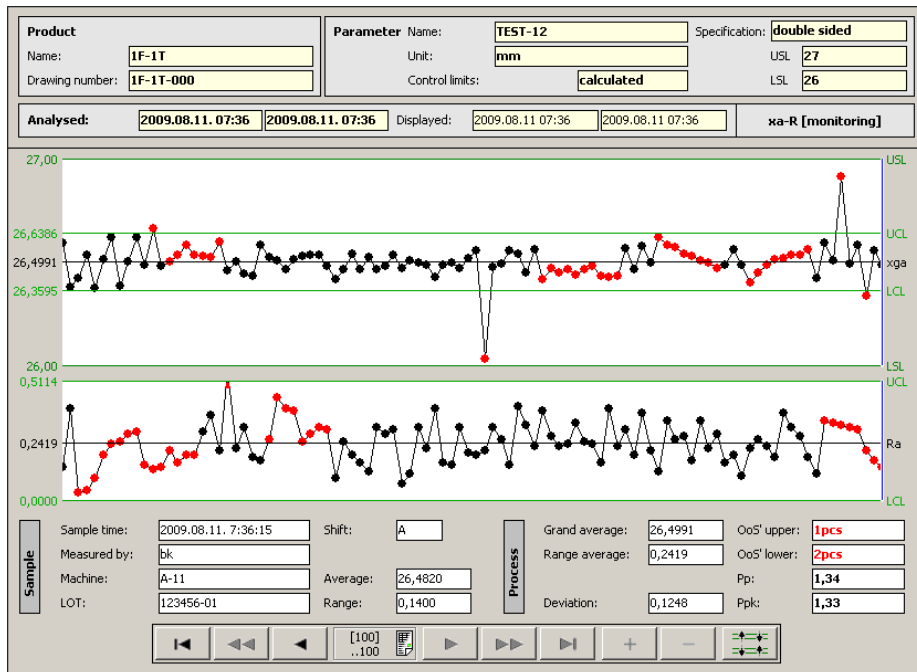 Product
Name: 1F-1T
Drawing number: 1F-1T-000
Parameter Name: TEST-12
Unit: mm
Control limits: calculated
Specification: double sided
USL 27
LSL 26
Analysed: 2009.08.11. 07:36 2009.08.11. 07:36 Displayed: 2009.08.11 07:36 2009.08.11 07:36 xa-R [monitoring]
27,00 USL
26,6386 UCL
26,4991 xga
26,3595 LCL
26,00 LSL
0,5114 UCL
0,2419 Ra
0,0000 LCL
Sample
Sample time: 2009.08.11. 7:36:15 Shift: A
Measured by: bk
Machine: A-11 Average: 26,4820
LOT: 123456-01 Range: 0,1400
Process
Grand average: 26,4991 OoS' upper: 1pcs
Range average: 0,2419 OoS' lower: 2pcs
Pp: 1,34
Deviation: 0,1248 Ppk: 1,33
[100]
..100